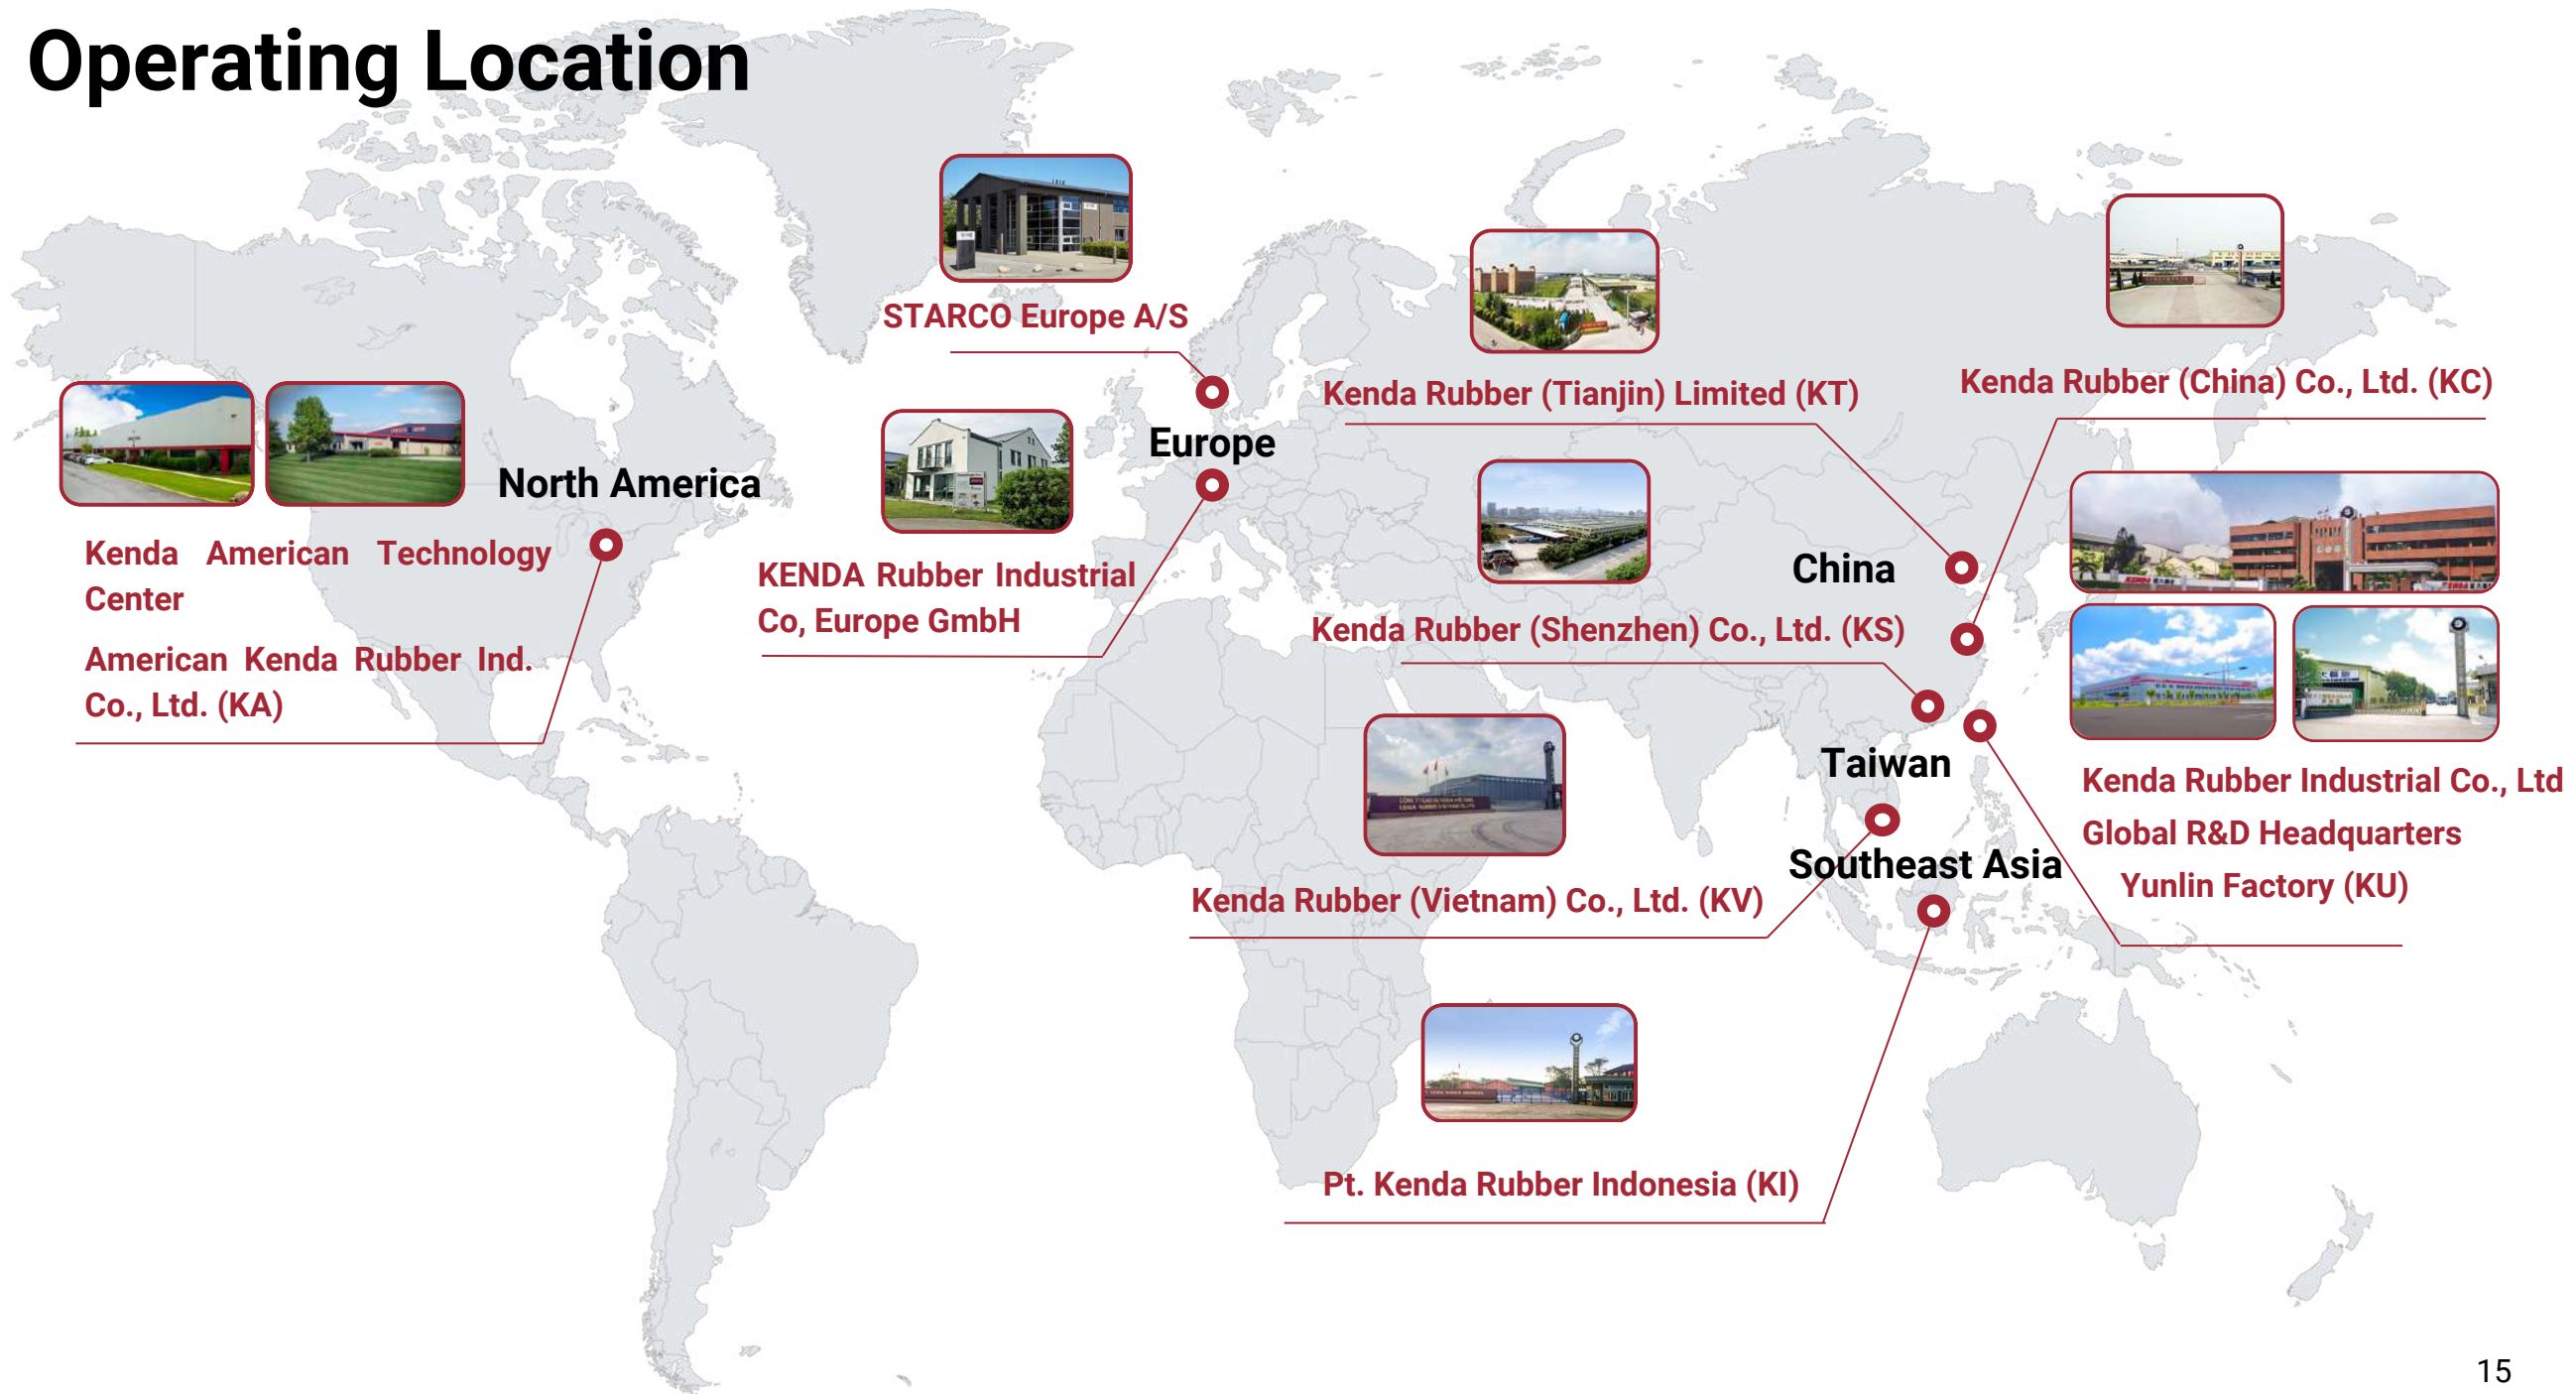 Operating Location
STARCO Europe A/S
Kenda Rubber (Tianjin) Limited (KT)
Kenda Rubber (China) Co., Ltd. (KC)
Europe
North America
Kenda American Technology
Center
American Kenda Rubber Ind.
Co., Ltd. (KA)
KENDA Rubber Industrial
Co, Europe GmbH
China
Kenda Rubber (Shenzhen) Co., Ltd. (KS)
Taiwan
Kenda Rubber Industrial Co., Ltd
Global R&D Headquarters
Yunlin Factory (KU)
Southeast Asia
Kenda Rubber (Vietnam) Co., Ltd. (KV)
Pt. Kenda Rubber Indonesia (KI)
15